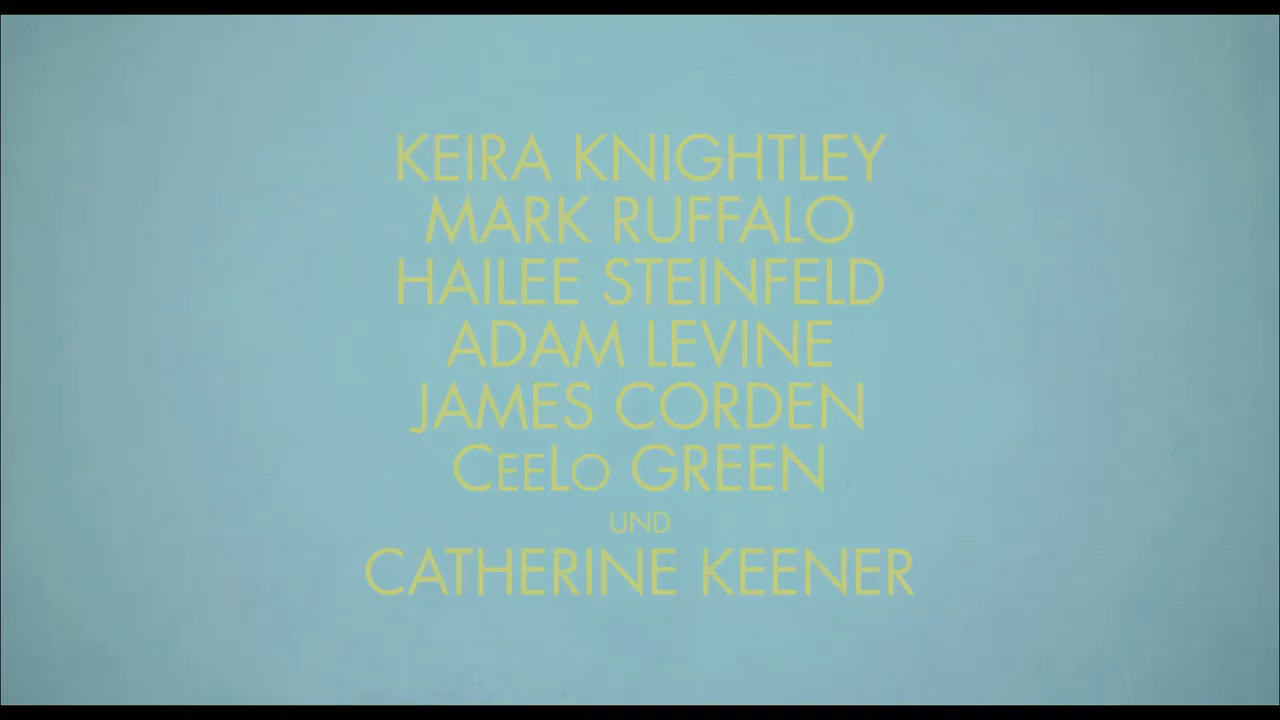 KEIRA KNIGHTLEY
MARK RUFFALO
HAILEE STEINFELD
ADAM LEVINE
JAMES CORDEN
CEELO GREEN
UND
CATHERINE KEENER